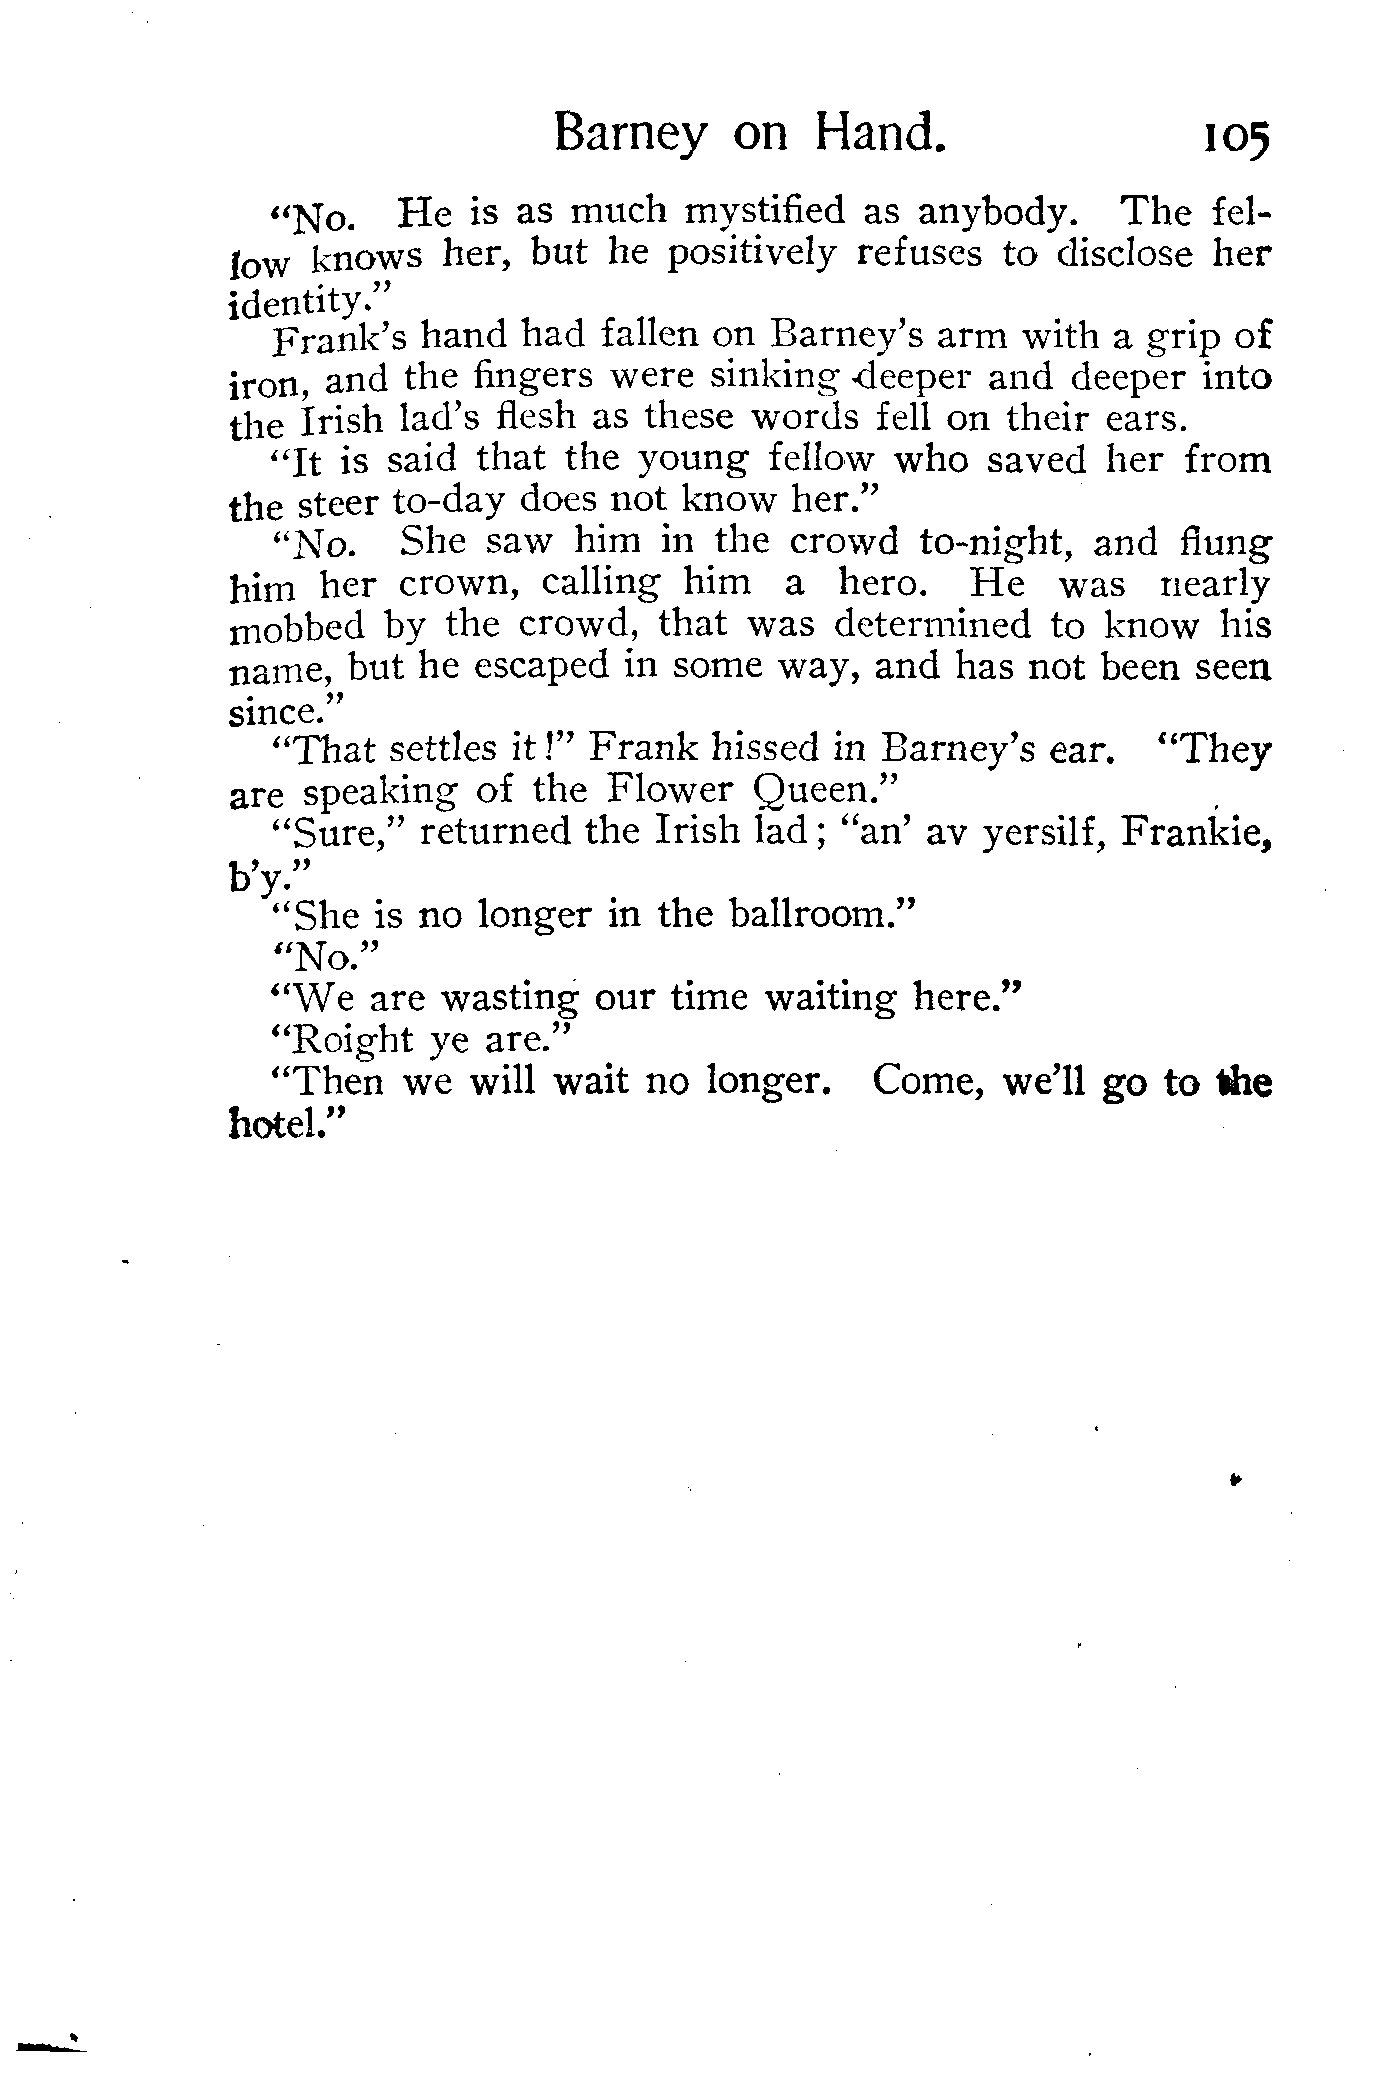 Barney on Hand. 105
“No. He is as much mystified as anybody. The fel-
low knows her, but he positively refuses to disclose her
identity.”
Frank’s hand had fallen on Barney’s arm with a grip of
iron, and the fingers were sinking deeper and deeper into
the Irish lad’s flesh as these words fell on their ears.
“It is said that the young fellow who saved her from
the steer to-day does not know her.”
“No. She saw him in the crowd to-night, and flung
him her crown, calling him a hero. He was nearly
mobbed by the crowd, that was determined to know his
name, but he escaped in some way, and has not been seen
since.”
“That settles it!” Frank hissed in Barney’s ear. “They
are speaking of the Flower Queen.”
“Sure,” returned the Irish lad; “an’ av yersilf, Frankie,
b’y.”
“She is no longer in the ballroom.”
“No.”
“We are wasting our time waiting here.”
“Roight ye are.”
“Then we will wait no longer. Come, we’ll go to the
hotel.”